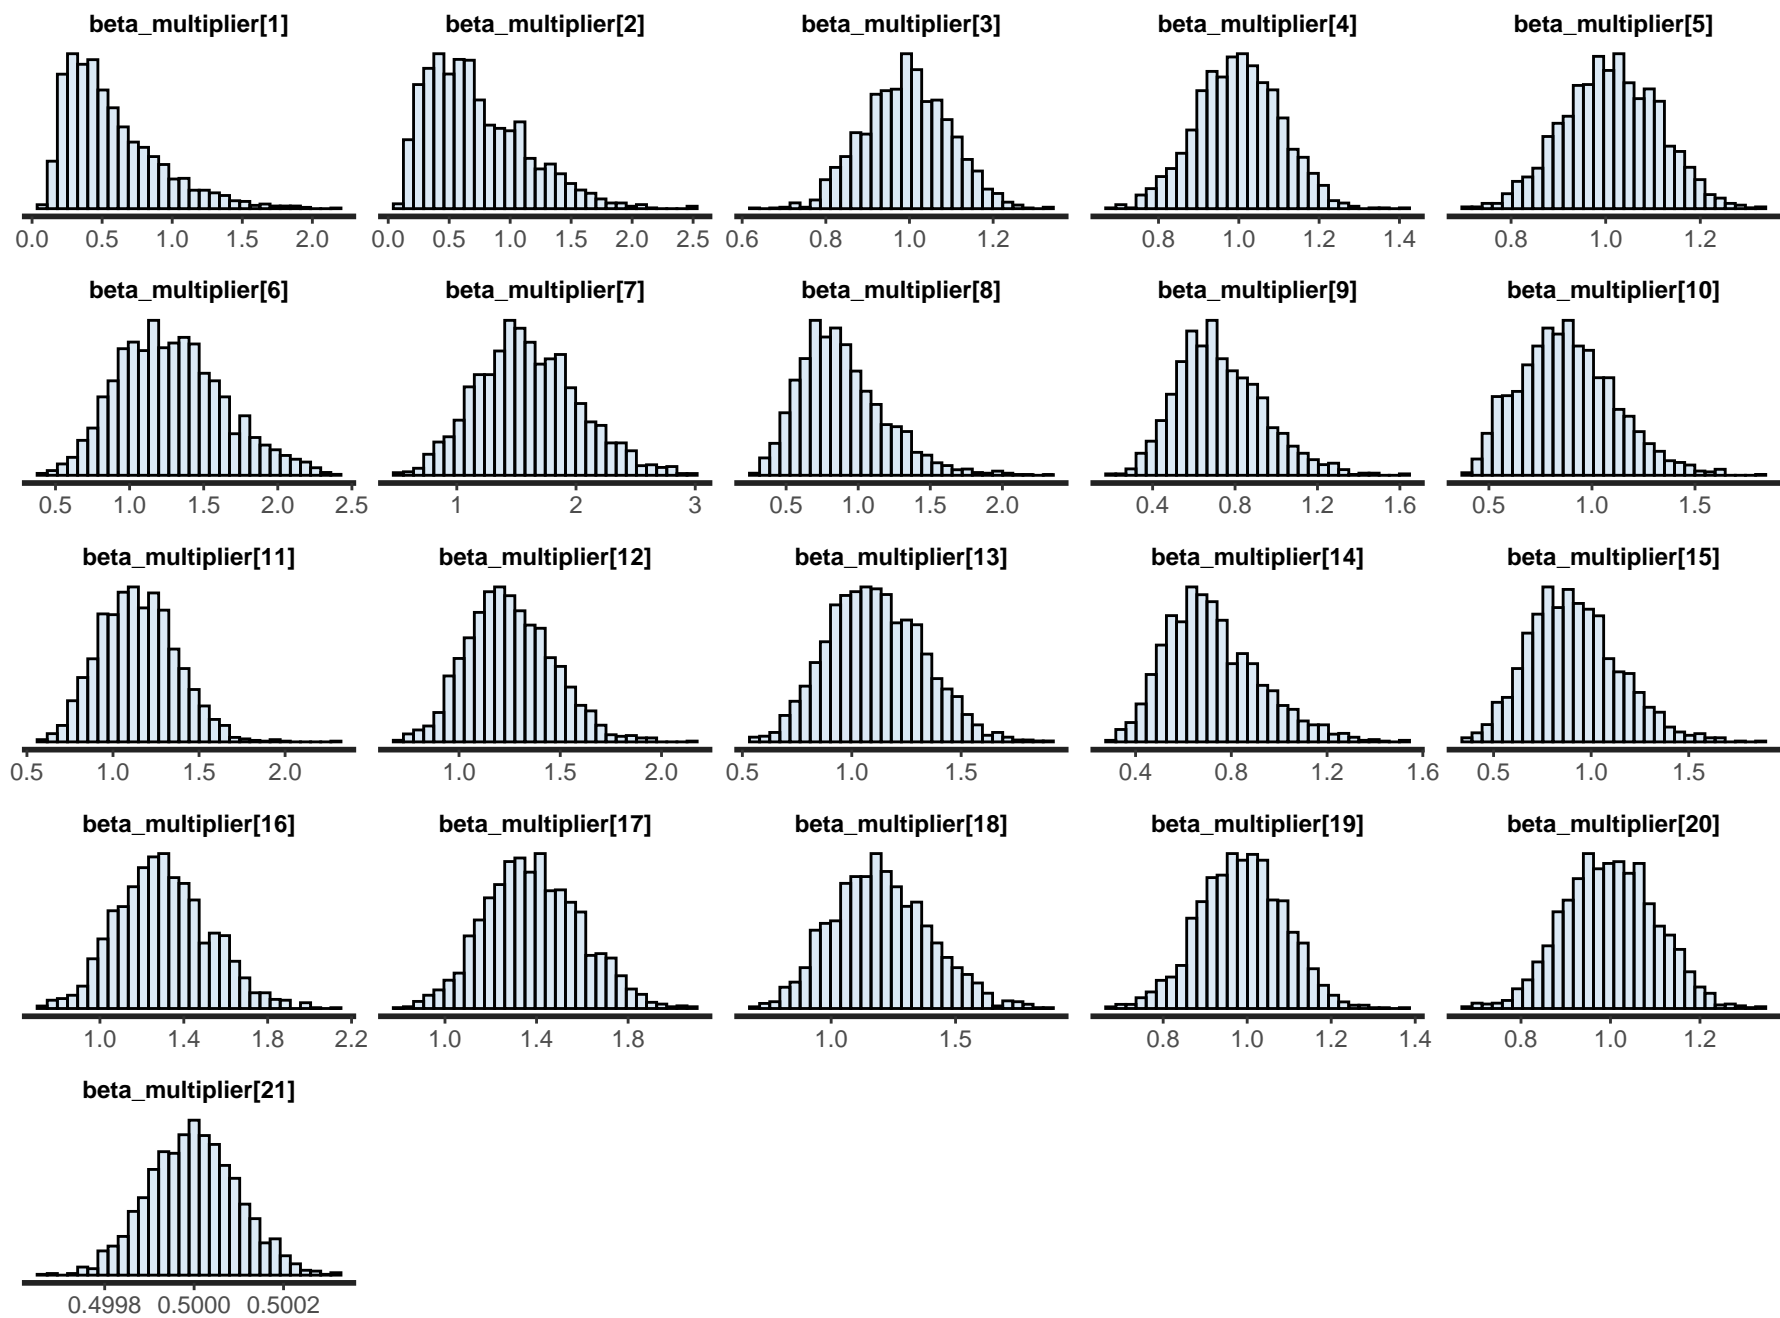 beta_multiplier[1] beta_multiplier[2] beta_multiplier[3] beta_multiplier[4] beta_multiplier[5]
0.0 0.5 1.0 1.5 2.0 0.0 0.5 1.0 1.5 2.0 2.5 0.6 0.8 1.0 1.2 0.8 1.0 1.2 1.4 0.8 1.0 1.2
beta_multiplier[6] beta_multiplier[7] beta_multiplier[8] beta_multiplier[9] beta_multiplier[10]
0.5 1.0 1.5 2.0 2.5 1 2 3 0.5 1.0 1.5 2.0 0.4 0.8 1.2 1.6 0.5 1.0 1.5
beta_multiplier[11] beta_multiplier[12] beta_multiplier[13] beta_multiplier[14] beta_multiplier[15]
0.5 1.0 1.5 2.0 1.0 1.5 2.0 0.5 1.0 1.5 0.4 0.8 1.2 1.6 0.5 1.0 1.5
beta_multiplier[16] beta_multiplier[17] beta_multiplier[18] beta_multiplier[19] beta_multiplier[20]
1.0 1.4 1.8 2.2 1.0 1.4 1.8 1.0 1.5 0.8 1.0 1.2 1.4 0.8 1.0 1.2
beta_multiplier[21]
0.4998 0.5000 0.5002